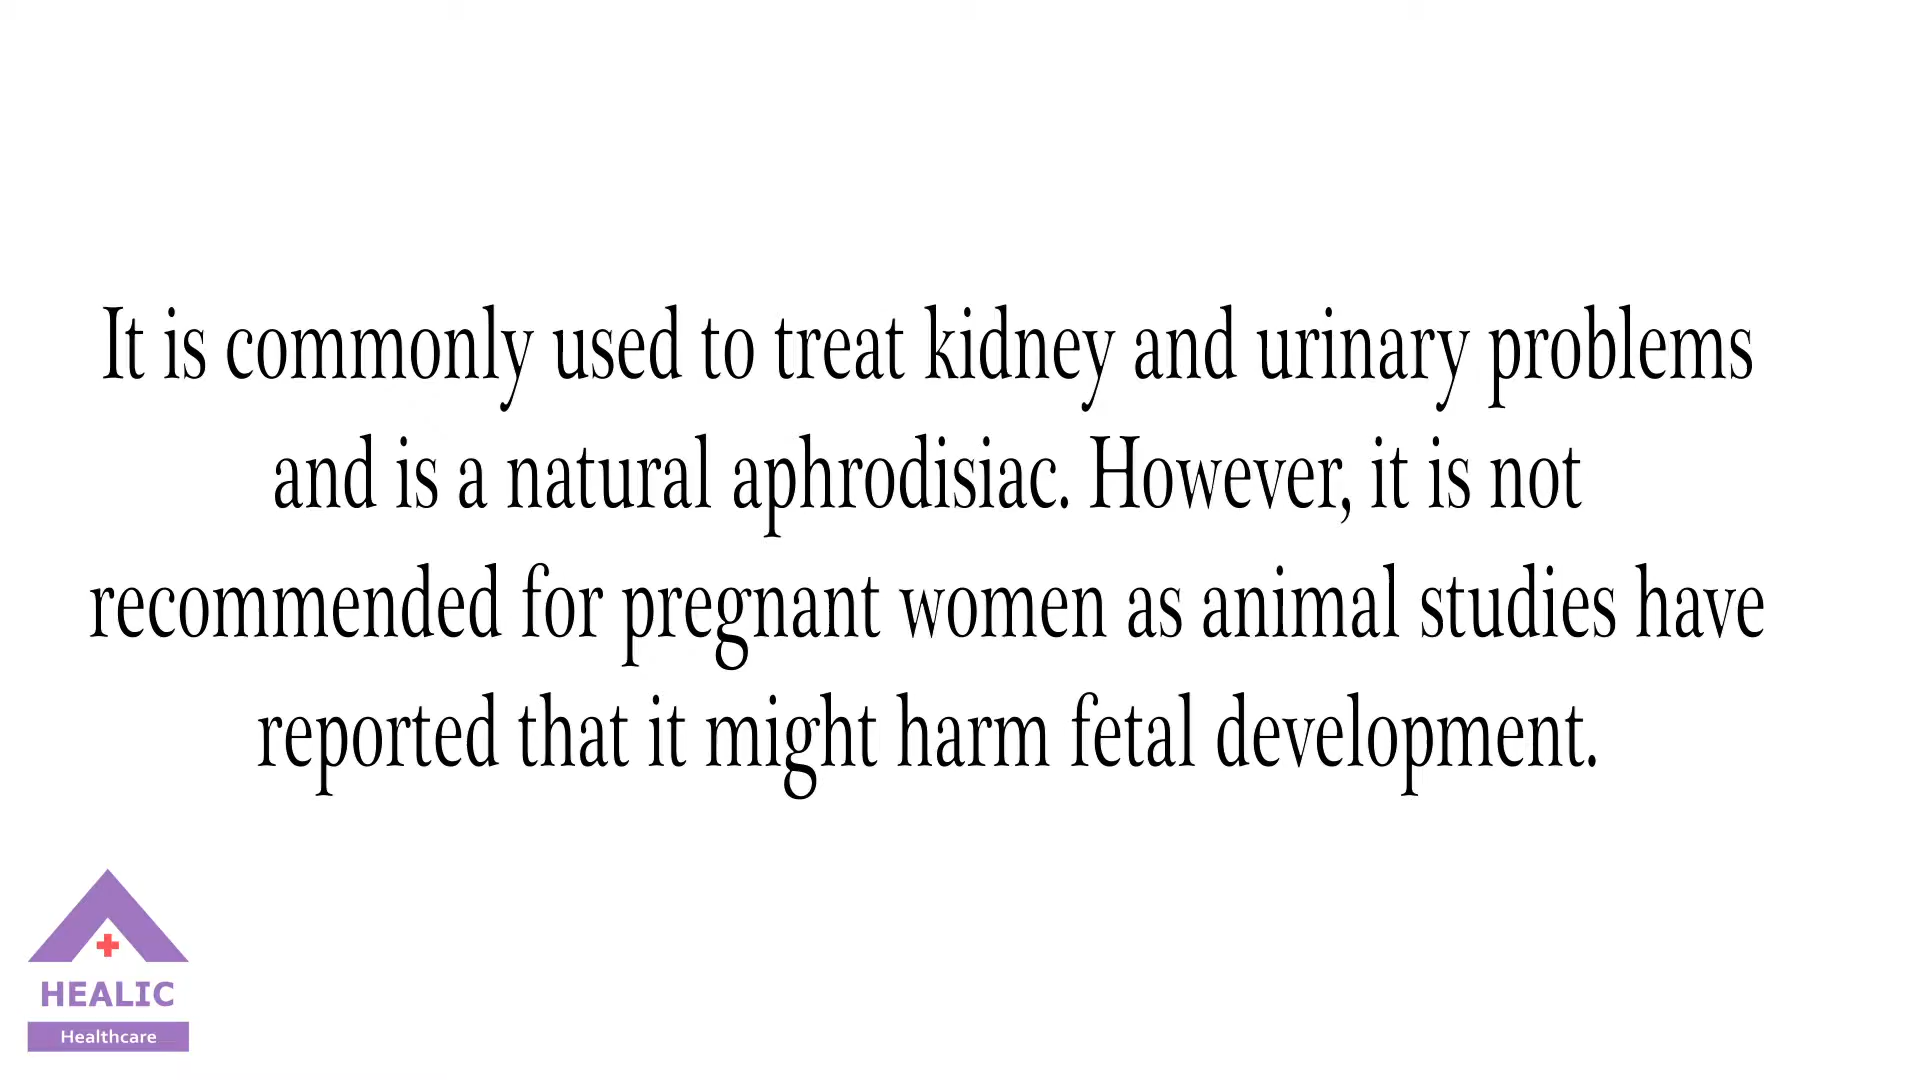 It is commonly used to treat kidney and urinary problems
and is a natural aphrodisiac. However, it is not
recommended for pregnant women as animal studies have
reported that it might harm fetal development.
HEALIC
Healthcare